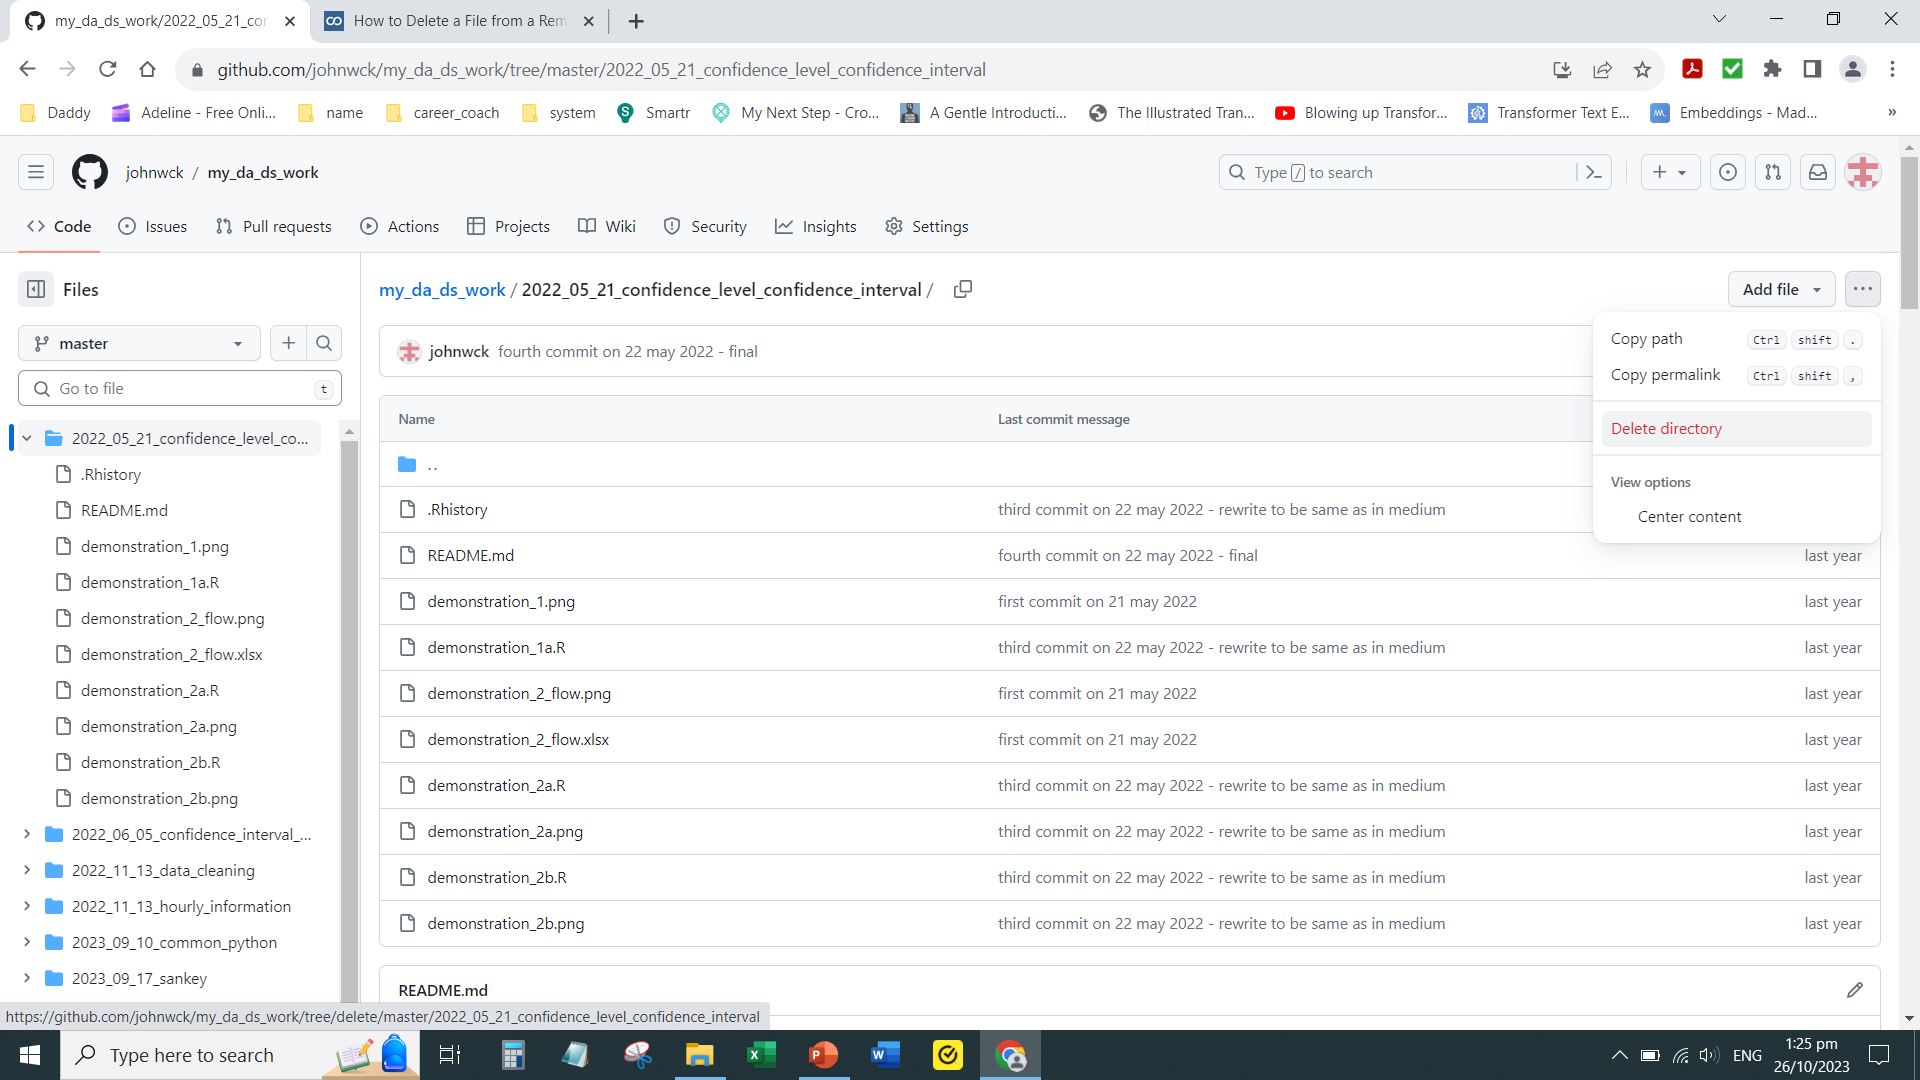 my_da_ds_work/2022_05_21_con
How to Delete a File from a Rem
github.com/johnwck/my_da_ds_work/tree/master/2022_05_21_confidence_level_confidence_interval
Daddy
Adeline - Free Onli...
name
career_coach
system
Smartr
My Next Step - Cro...
A Gentle Introducti...
The Illustrated Tran...
Blowing up Transfor...
Transformer Text E...
Embeddings - Mad...
»
johnwck / my_da_ds_work
Type / to search
Code
Issues
Pull requests
Actions
Projects
Wiki
Security
Insights
Settings
Files
master
Go to file
t
2022_05_21_confidence_level_co...
.Rhistory
README.md
demonstration_1.png
demonstration_1a.R
demonstration_2_flow.png
demonstration_2_flow.xlsx
demonstration_2a.R
demonstration_2a.png
demonstration_2b.R
demonstration_2b.png
2022_06_05_confidence_interval_...
2022_11_13_data_cleaning
2022_11_13_hourly_information
2023_09_10_common_python
2023_09_17_sankey
my_da_ds_work / 2022_05_21_confidence_level_confidence_interval /
Add file
johnwck fourth commit on 22 may 2022 - final
Copy path Ctrl shift .
Copy permalink Ctrl shift ,
Delete directory
View options
Center content
Name Last commit message
..
.Rhistory third commit on 22 may 2022 - rewrite to be same as in medium
README.md fourth commit on 22 may 2022 - final last year
demonstration_1.png first commit on 21 may 2022 last year
demonstration_1a.R third commit on 22 may 2022 - rewrite to be same as in medium last year
demonstration_2_flow.png first commit on 21 may 2022 last year
demonstration_2_flow.xlsx first commit on 21 may 2022 last year
demonstration_2a.R third commit on 22 may 2022 - rewrite to be same as in medium last year
demonstration_2a.png third commit on 22 may 2022 - rewrite to be same as in medium last year
demonstration_2b.R third commit on 22 may 2022 - rewrite to be same as in medium last year
demonstration_2b.png third commit on 22 may 2022 - rewrite to be same as in medium last year
README.md
https://github.com/johnwck/my_da_ds_work/tree/delete/master/2022_05_21_confidence_level_confidence_interval
Type here to search
ENG
1:25 pm
26/10/2023